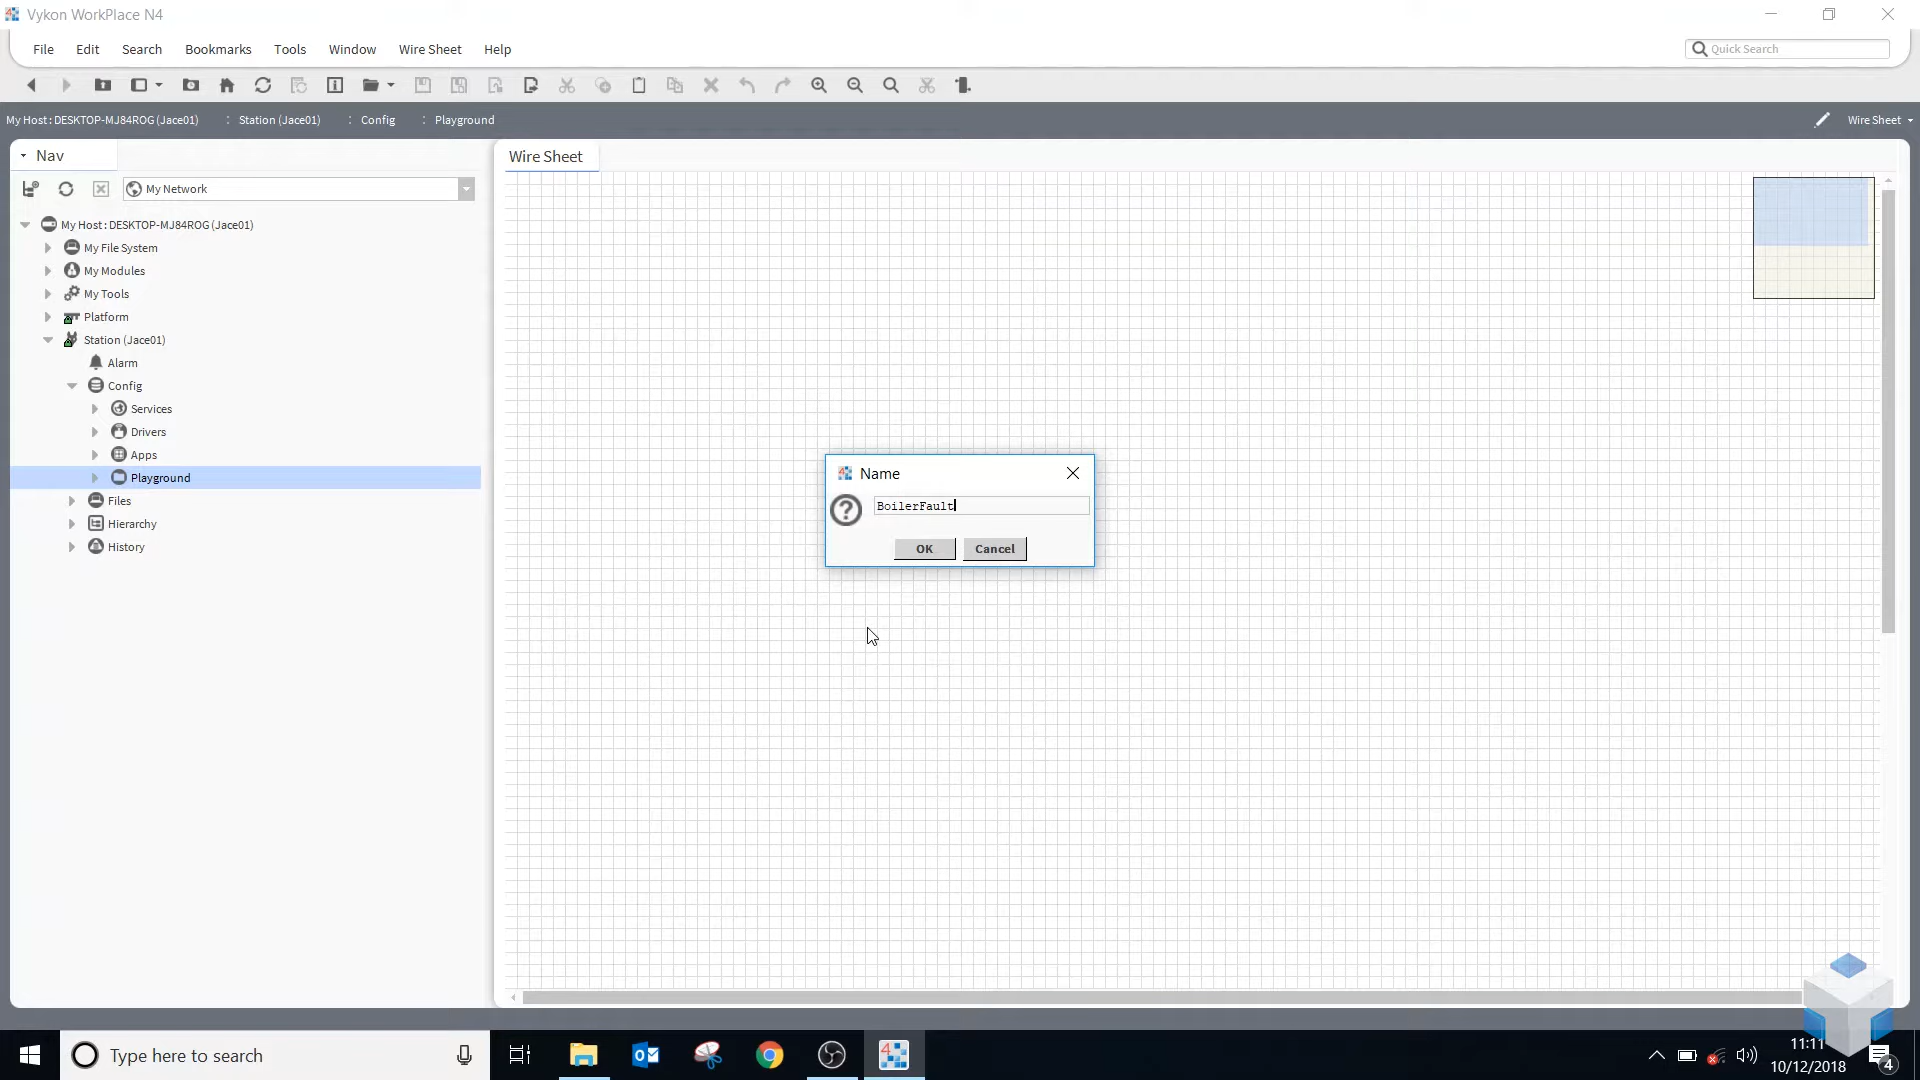 Vykon WorkPlace N4
File Edit Search Bookmarks Tools Window Wire Sheet Help
Quick Search
My Host : DESKTOP-MJ84ROG (Jace01) : Station (Jace01) : Config : Playground
Wire Sheet
Nav
Wire Sheet
My Network
My Host : DESKTOP-MJ84ROG (Jace01)
My File System
My Modules
My Tools
Platform
Station (Jace01)
Alarm
Config
Services
Drivers
Apps
Playground
Files
Hierarchy
History
4 Name
BoilerFault
OK Cancel
Type here to search
4
11:11
10/12/2018
4